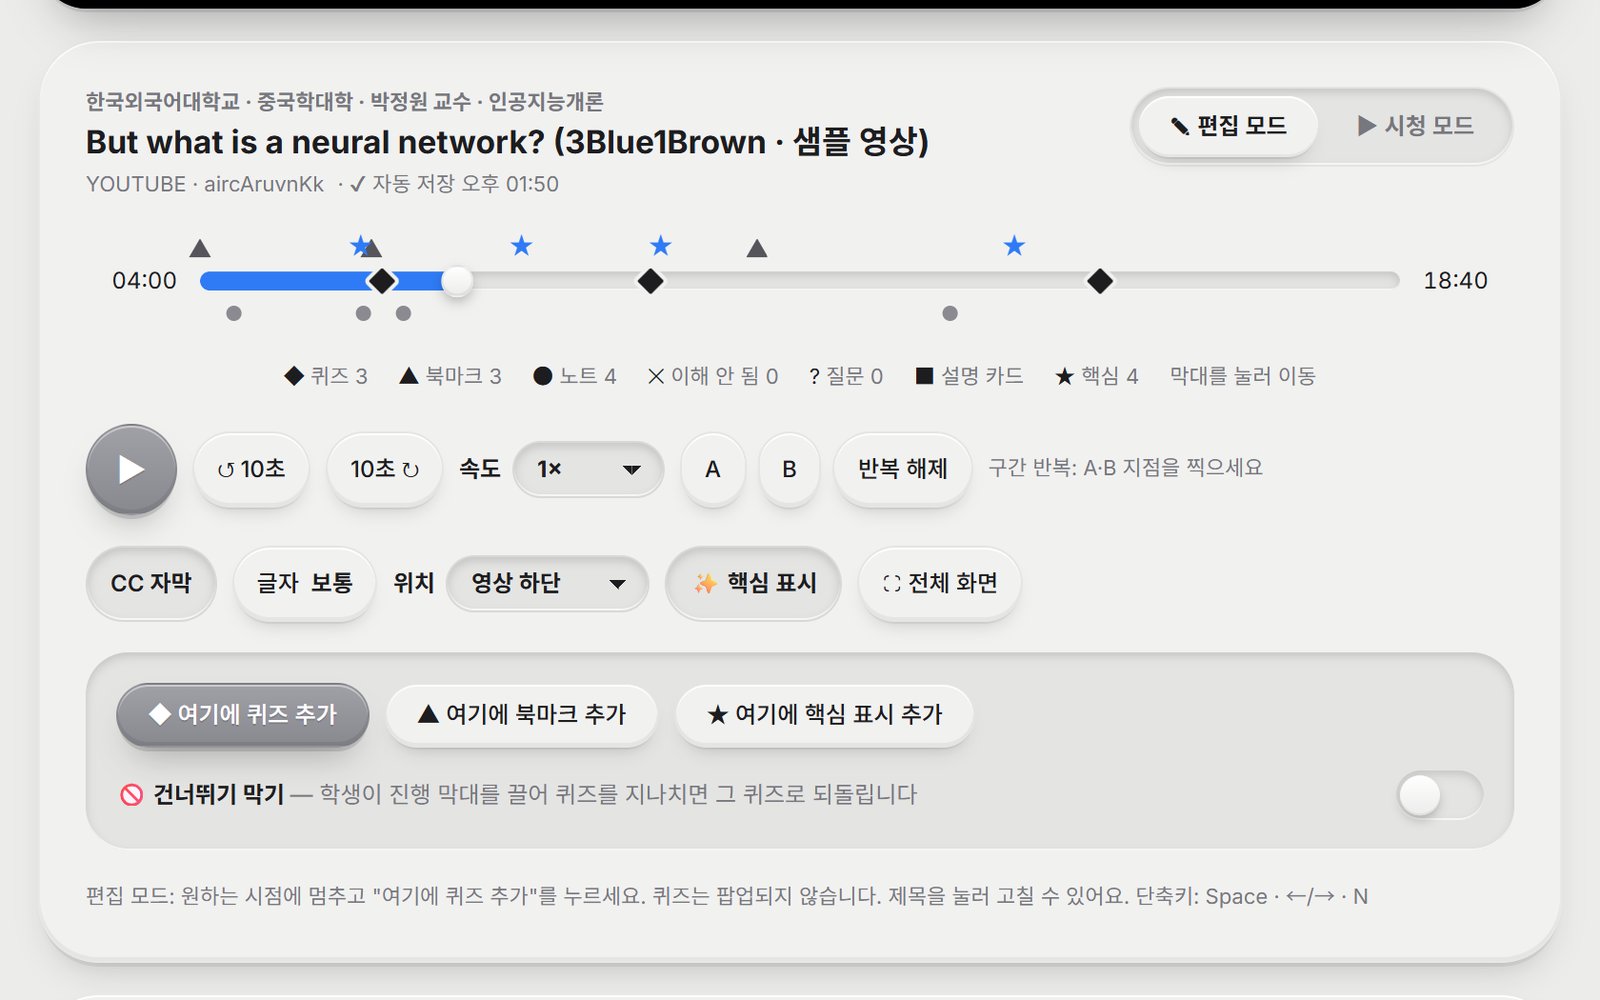 한국외국어대학교 · 중국학대학 · 박정원 교수 · 인공지능개론
But what is a neural network? (3Blue1Brown · 샘플 영상)
YOUTUBE · aircAruvnKk · ✓ 자동 저장 오후 01:50
✎ 편집 모드
▶ 시청 모드
04:00
18:40
◆ 퀴즈 3 ▲ 북마크 3 ● 노트 4 × 이해 안 됨 0 ? 질문 0 ■ 설명 카드 ★ 핵심 4 막대를 눌러 이동
↺ 10초 10초 ↻ 속도 1× A B 반복 해제 구간 반복: A·B 지점을 찍으세요
CC 자막 글자 보통 위치 영상 하단 ✨ 핵심 표시 ⛶ 전체 화면
◆ 여기에 퀴즈 추가 ▲ 여기에 북마크 추가 ★ 여기에 핵심 표시 추가
🚫 건너뛰기 막기 — 학생이 진행 막대를 끌어 퀴즈를 지나치면 그 퀴즈로 되돌립니다
편집 모드: 원하는 시점에 멈추고 "여기에 퀴즈 추가"를 누르세요. 퀴즈는 팝업되지 않습니다. 제목을 눌러 고칠 수 있어요. 단축키: Space · ←/→ · N